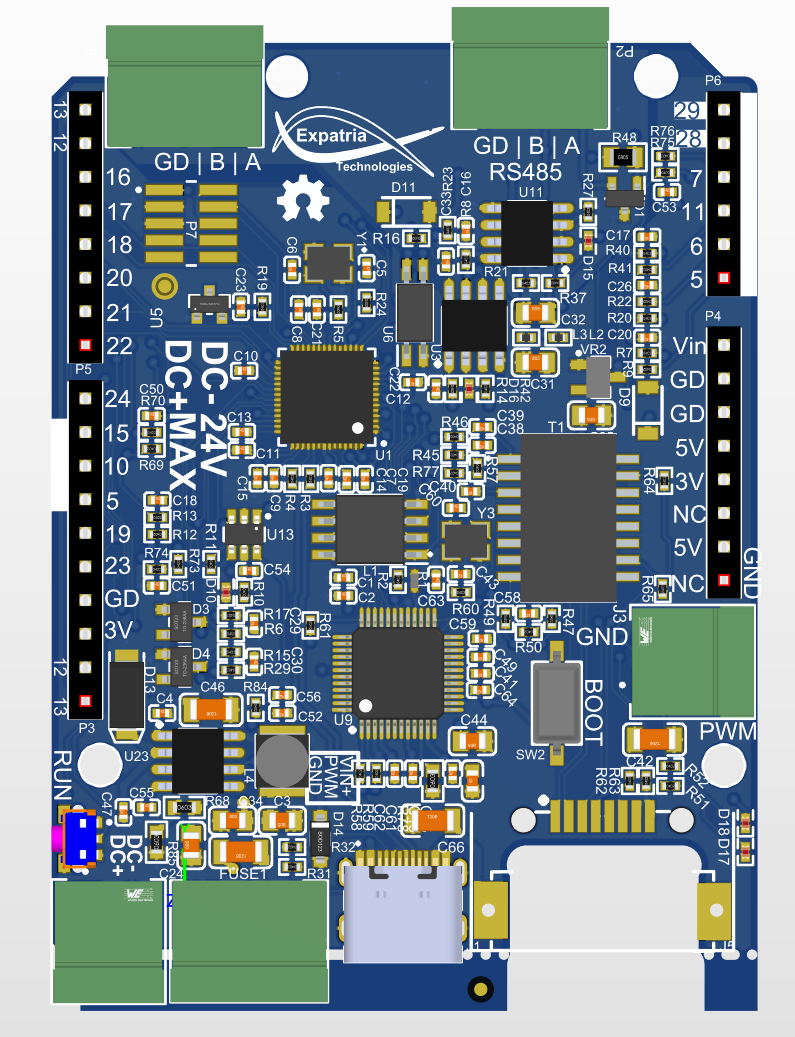 P2
P6
13
12
16
17
18
20
21
22
P5
Expatria
Technologies
GD | B | A
GD | B | A
RS485
R48
R76
R75
29
28
7
11
6
5
C53
P7
U5
D11
R16
C33
R23
R8
C16
U11
R27
D15
R21
C17
R40
R41
C26
R22
R20
C20
R7
R9
C6
Y1
C5
R24
C23
R19
C8
C21
R5
U6
R37
C32
L3
L2
VR2
C31
P4
Vin
GD
GD
5V
3V
NC
5V
NC
GND
DC- 24V
DC+MAX
C10
U1
C22
C12
R14
D16
R42
D9
24
15
10
5
19
23
GD
3V
12
13
P3
C50
R70
R69
C13
C11
C18
R13
R12
R74
R73
C51
R11
D10
C15
C9
R4
R3
C14
C19
U13
C54
R10
R46
R45
R77
C39
C38
R57
C40
C60
T1
Y3
R64
R65
L1
C1
C2
R2
C63
C43
R60
C59
R49
C58
R47
R50
J3
GND
D3
D4
R17
R6
R15
R29
C29
C30
R61
C49
C41
C64
D13
C4
C46
R84
C56
C52
U9
C44
BOOT
SW2
PWM
U23
RUN
VIN+
PWM
GND
C42
R62
R63
R52
R51
C47
C55
DC-
DC+
R68
C34
C3
R85
C24
FUSE1
D14
R32
R31
R58
R56
C61
C66
D18
D17
WE
WE